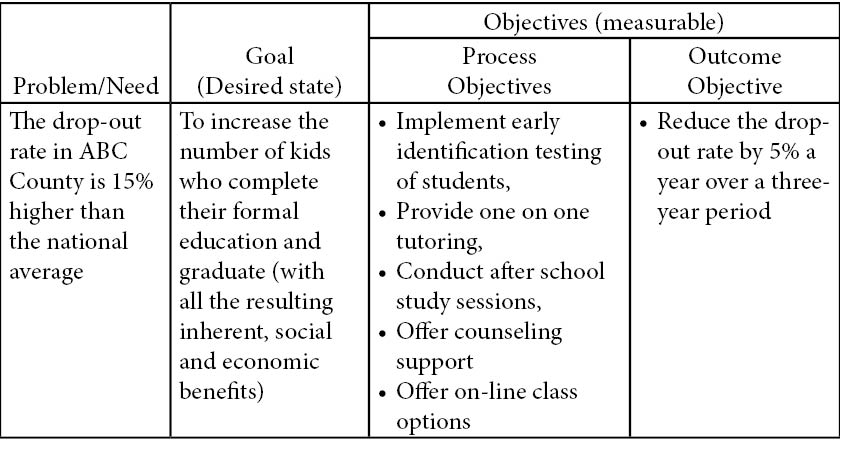 Objectives (measurable)
Problem/Need
Goal
(Desired state)
Process
Objectives
Outcome
Objective
The drop-out
rate in ABC
County is 15%
higher than
the national
average
To increase the
number of kids
who complete
their formal
education and
graduate (with
all the resulting
inherent, social
and economic
benefits)
• Implement early
identification testing
of students,
• Provide one on one
tutoring,
• Conduct after school
study sessions,
• Offer counseling
support
• Offer on-line class
options
• Reduce the drop-
out rate by 5% a
year over a three-
year period